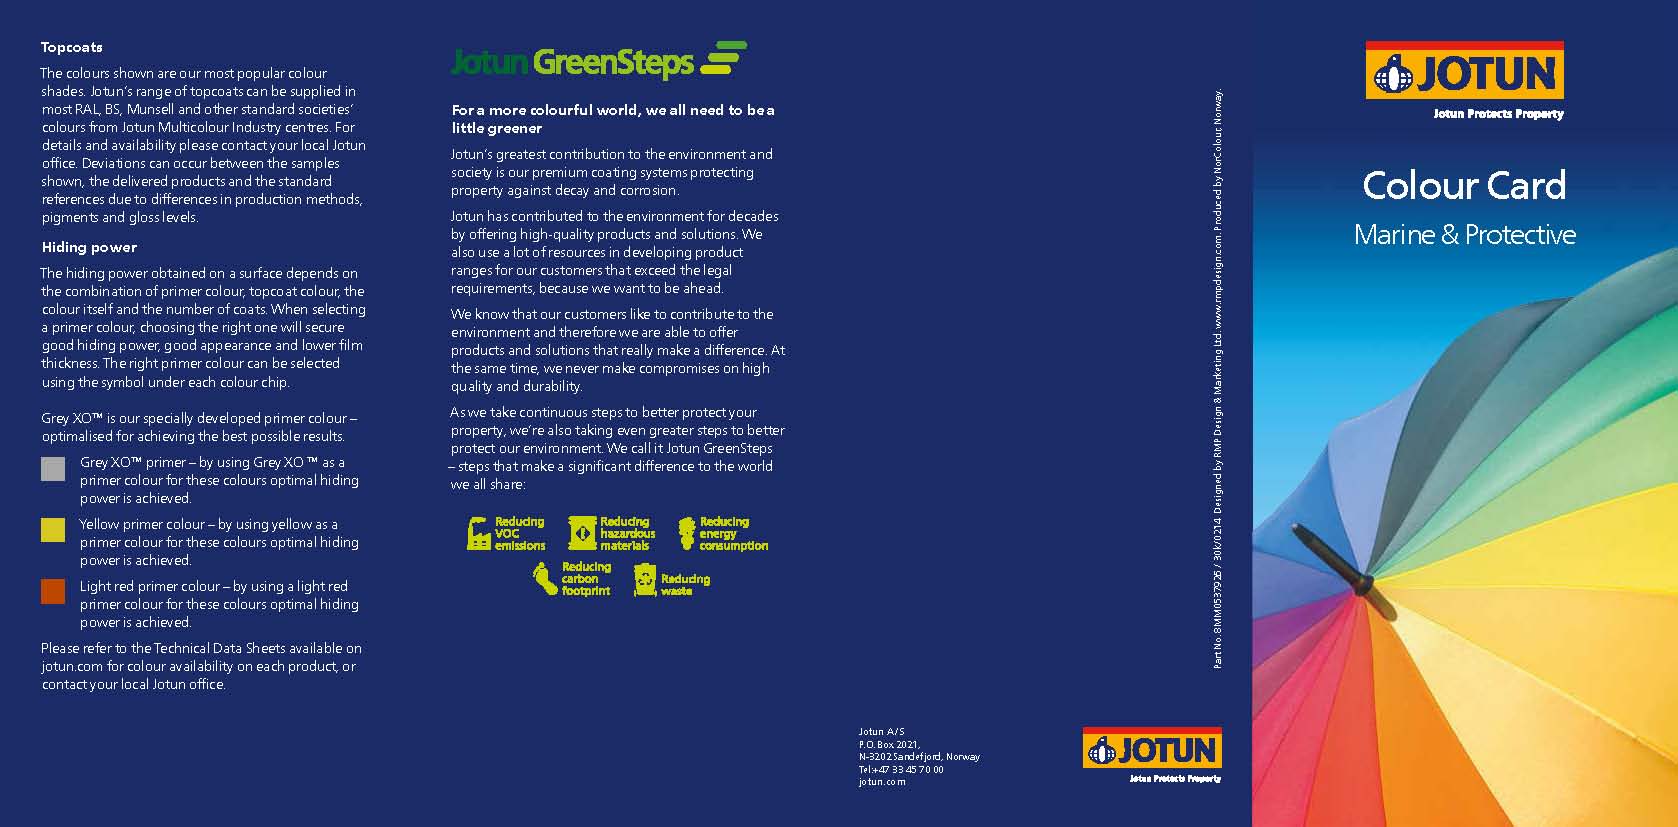 Topcoats
The colours shown are our most popular colour
shades. Jotun's range of topcoats can be supplied in
most RAL, BS, Munsell and other standard societies'
colours from Jotun Multicolour Industry centres. For
details and availability please contact your local Jotun
office. Deviations can occur between the samples
shown, the delivered products and the standard
references due to differences in production methods,
pigments and gloss levels.
Hiding power
The hiding power obtained on a surface depends on
the combination of primer colour, topcoat colour, the
colour itself and the number of coats. When selecting
a primer colour, choosing the right one will secure
good hiding power, good appearance and lower film
thickness. The right primer colour can be selected
using the symbol under each colour chip.
Grey XO™ is our specially developed primer colour –
optimalised for achieving the best possible results.
Grey XO™ primer – by using Grey XO ™ as a
primer colour for these colours optimal hiding
power is achieved.
Yellow primer colour – by using yellow as a
primer colour for these colours optimal hiding
power is achieved.
Light red primer colour – by using a light red
primer colour for these colours optimal hiding
power is achieved.
Please refer to the Technical Data Sheets available on
jotun.com for colour availability on each product, or
contact your local Jotun office.
Jotun GreenSteps
For a more colourful world, we all need to be a
little greener
Jotun's greatest contribution to the environment and
society is our premium coating systems protecting
property against decay and corrosion.
Jotun has contributed to the environment for decades
by offering high-quality products and solutions. We
also use a lot of resources in developing product
ranges for our customers that exceed the legal
requirements, because we want to be ahead.
We know that our customers like to contribute to the
environment and therefore we are able to offer
products and solutions that really make a difference. At
the same time, we never make compromises on high
quality and durability.
As we take continuous steps to better protect your
property, we're also taking even greater steps to better
protect our environment. We call it Jotun GreenSteps
– steps that make a significant difference to the world
we all share:
Reducing
VOC
emissions
Reducing
hazardous
materials
Reducing
energy
consumption
Reducing
carbon
footprint
Reducing
waste
Jotun A/S
P.O. Box 2021,
N-3202 Sandefjord, Norway
Tel:+47 33 45 70 00
jotun.com
JOTUN
Jotun Protects Property
Part No. 8MM0537926 / 30k/0214 Designed by RMP Design & Marketing Ltd.www.rmpdesign.com. Produced by NorColour, Norway.
JOTUN
Jotun Protects Property
Colour Card
Marine & Protective